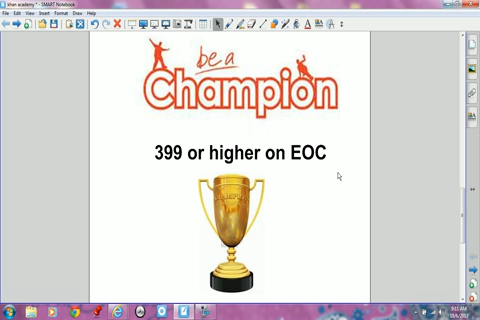 khan academy * - SMART Notebook
File Edit View Insert Format Draw Help
be a
Champion
399 or higher on EOC
9:11 AM